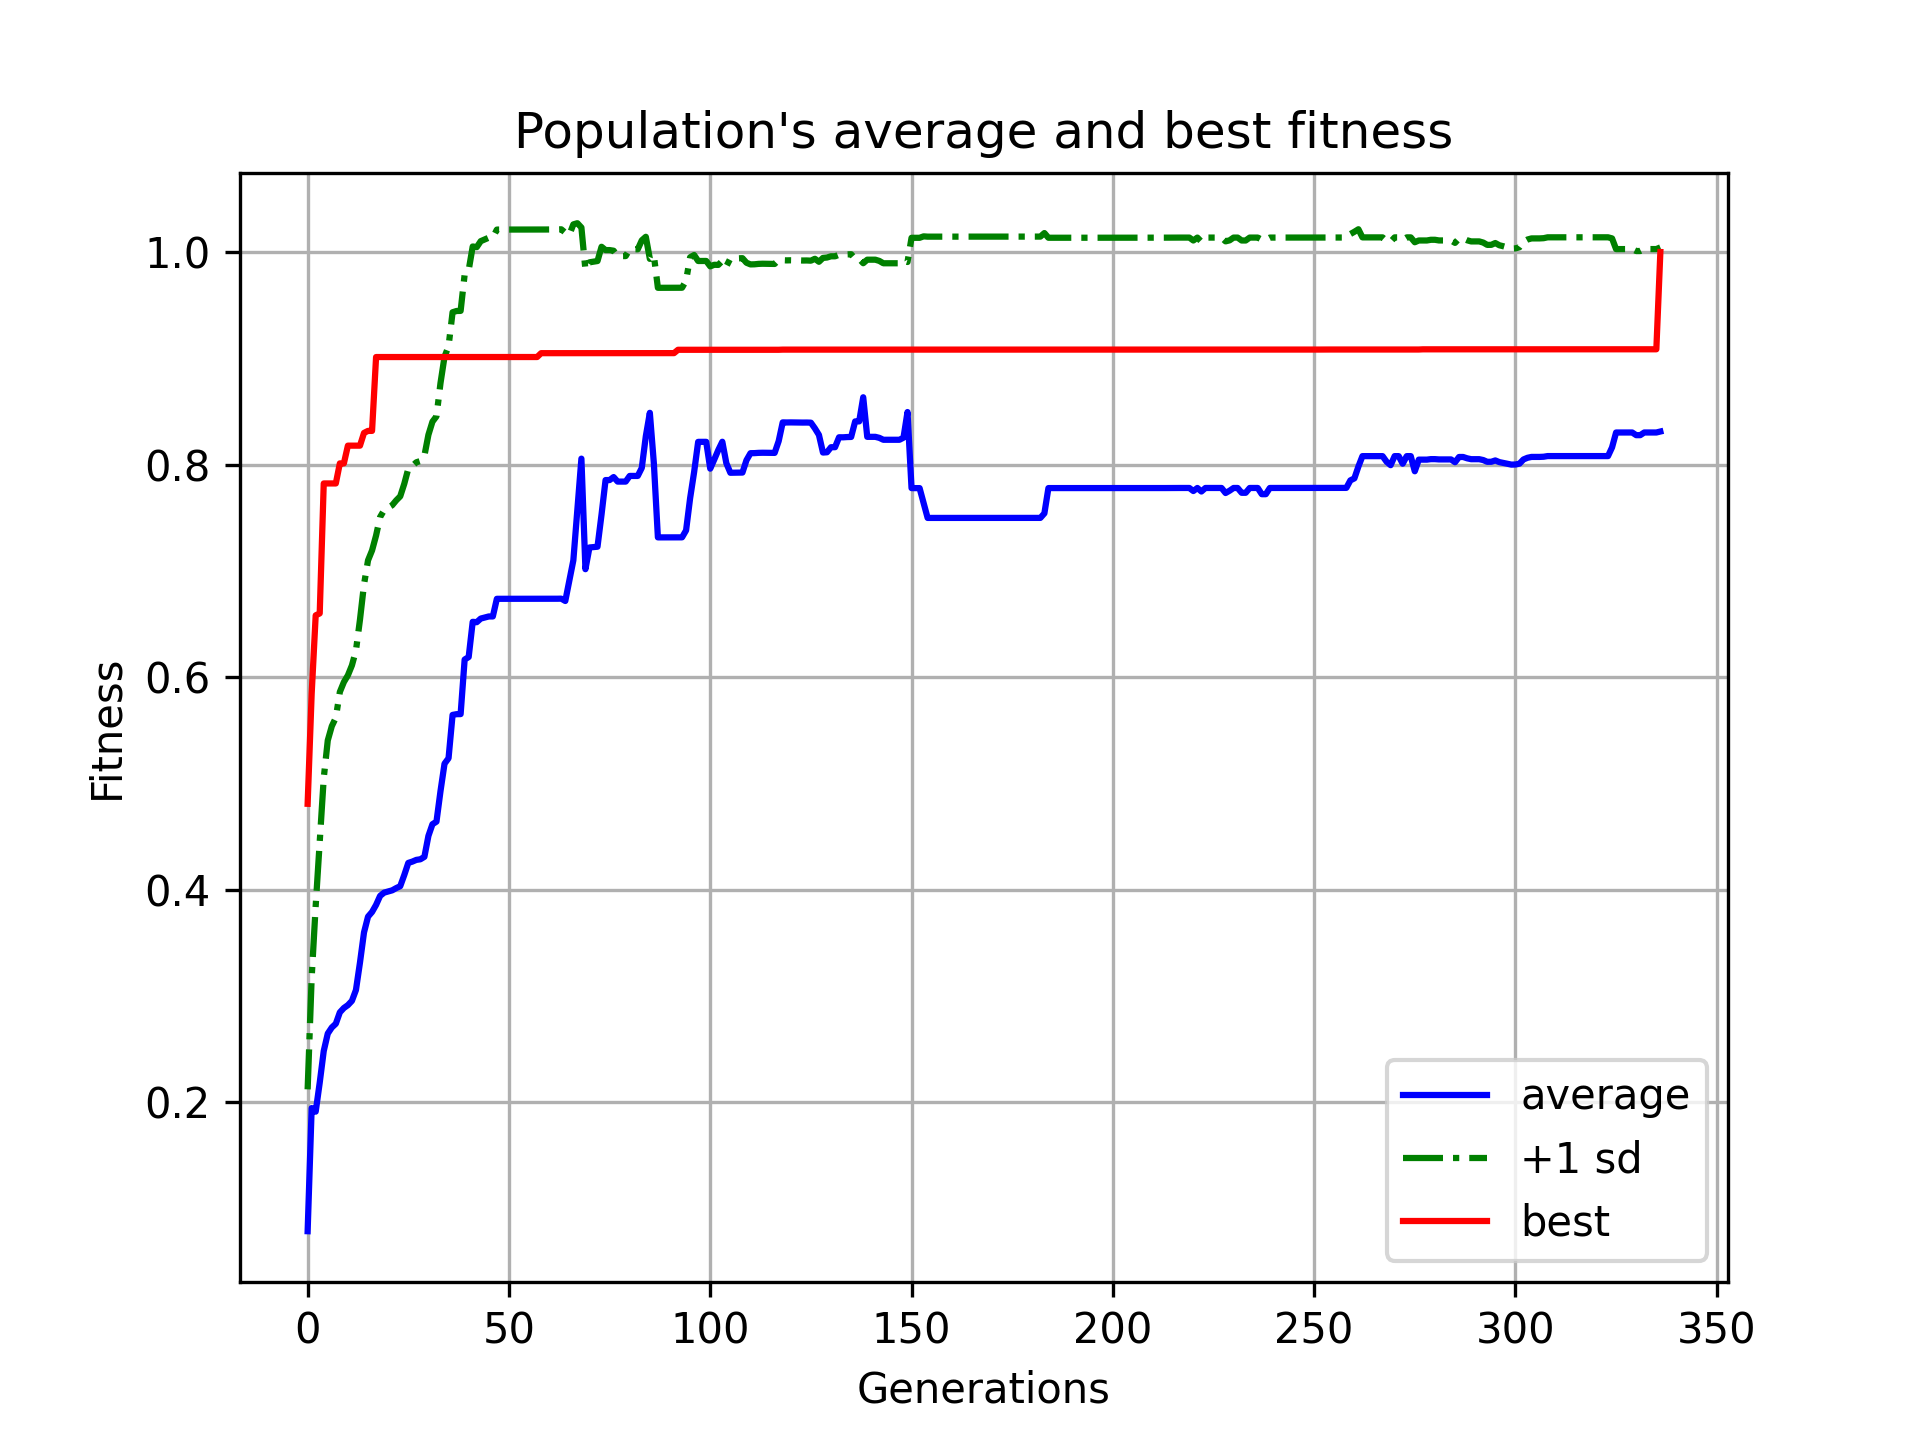 Population's average and best fitness
1.0
0.8
0.6
0.4
0.2
Fitness
average
+1 sd
best
0 50 100 150 200 250 300 350
Generations